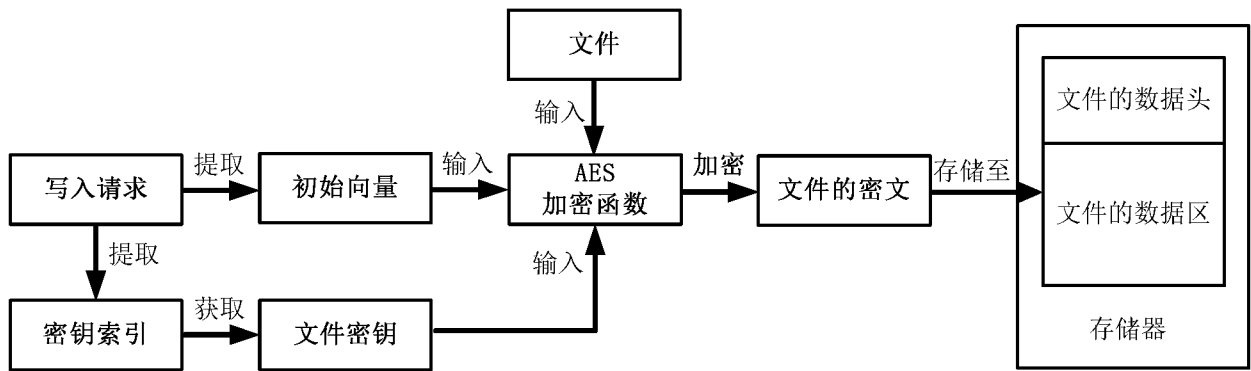 文件
输入
写入请求
提取
初始向量
输入
AES
加密函数
加密
文件的密文
存储至
文件的数据头
文件的数据区
存储器
提取
密钥索引
获取
文件密钥
输入